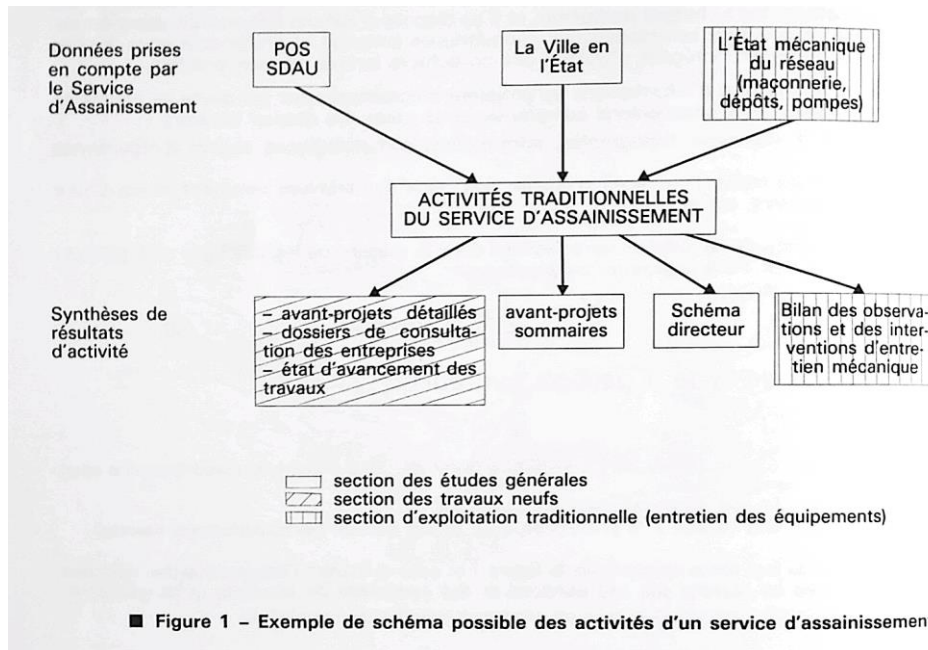 Données prises
en compte par
le Service
d'Assainissement
POS
SDAU
La Ville en
l'État
L'État mécanique
du réseau
(maçonnerie,
dépôts, pompes)
ACTIVITÉS TRADITIONNELLES
DU SERVICE D'ASSAINISSEMENT
Synthèses de
résultats
d'activité
– avant-projets détaillés
– dossiers de consulta-
tion des entreprises
– état d'avancement des
travaux
avant-projets
sommaires
Schéma
directeur
Bilan des observa-
tions et des inter-
ventions d'entre-
tien mécanique
section des études générales
section des travaux neufs
section d'exploitation traditionnelle (entretien des équipements)
■ Figure 1 – Exemple de schéma possible des activités d'un service d'assainissemen